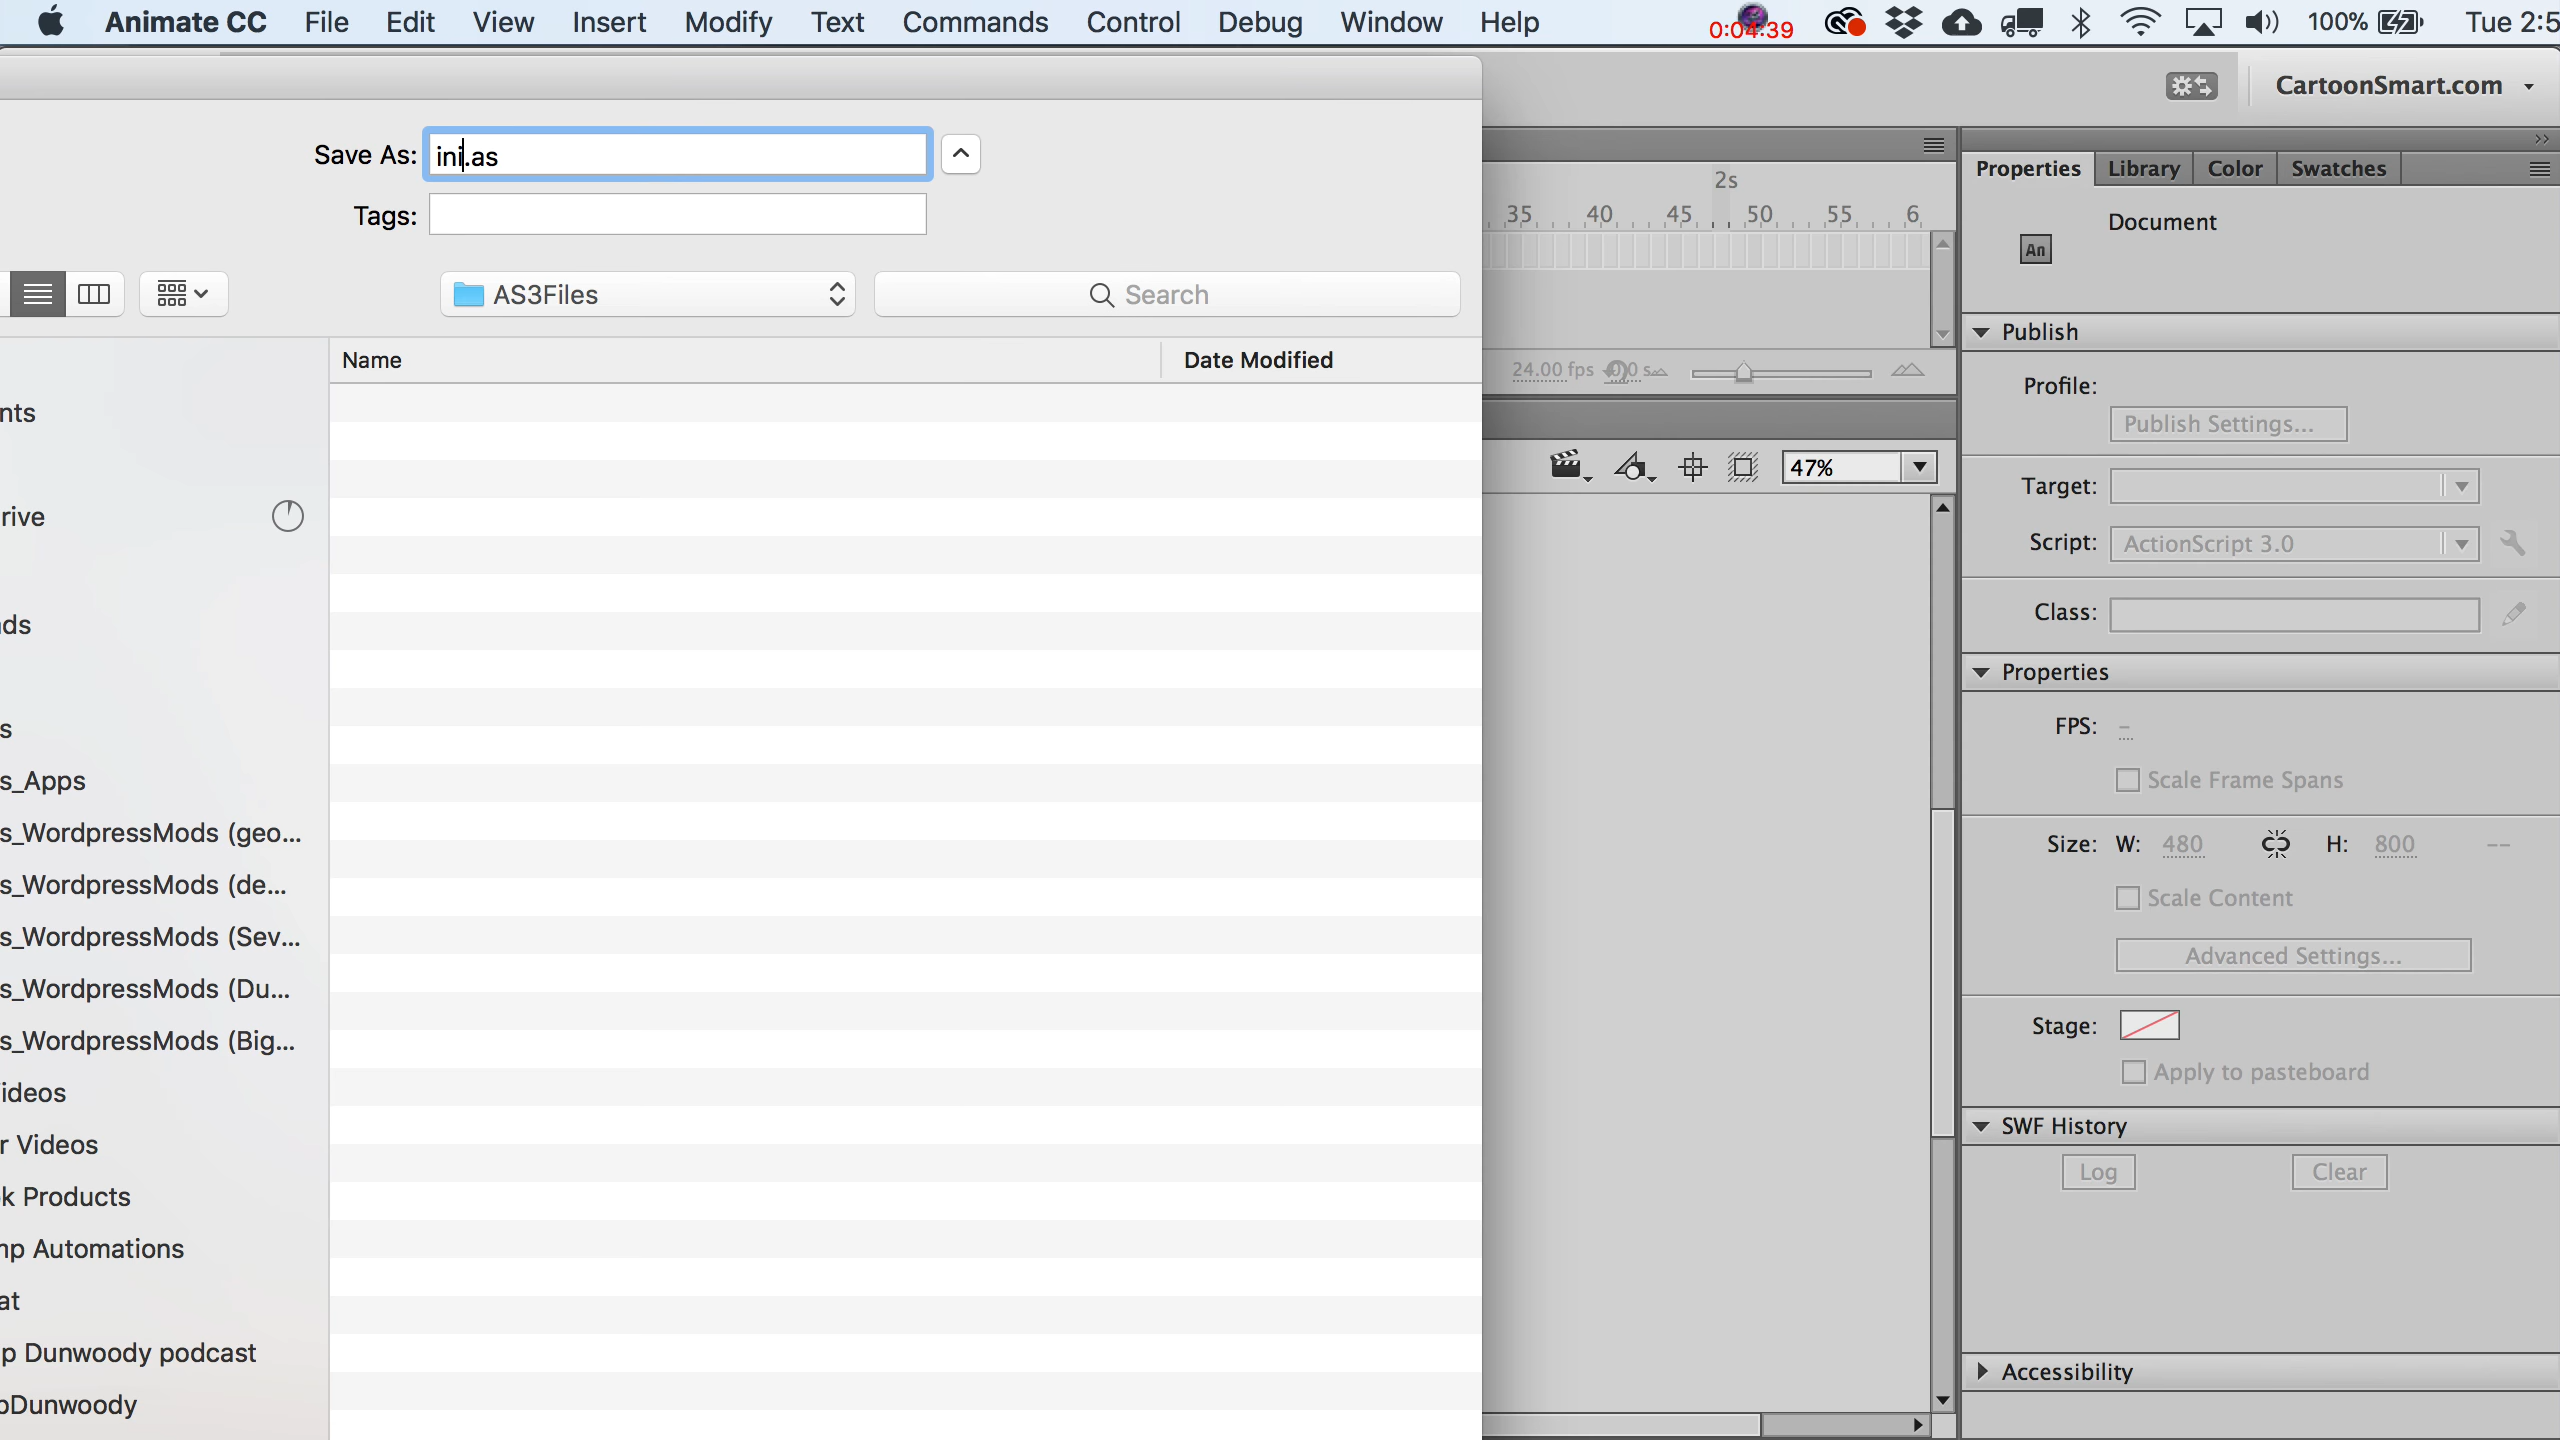 Animate CC File Edit View Insert Modify Text Commands Control Debug Window Help 0:04:39 100% Tue 2:5
CartoonSmart.com
Save As: ini.as
Tags:
AS3Files Search
Name Date Modified
nts
rive
ds
s
s_Apps
s_WordpressMods (geo...
s_WordpressMods (de...
s_WordpressMods (Sev...
s_WordpressMods (Du...
s_WordpressMods (Big...
ideos
r Videos
k Products
np Automations
at
p Dunwoody podcast
oDunwoody
2s
35 40 45 50 55 6
24.00 fps 0.0 s
47%
Properties Library Color Swatches
An Document
Publish
Profile:
Publish Settings...
Target:
Script: ActionScript 3.0
Class:
Properties
FPS: –
Scale Frame Spans
Size: W: 480 H: 800 --
Scale Content
Advanced Settings...
Stage:
Apply to pasteboard
SWF History
Log Clear
Accessibility